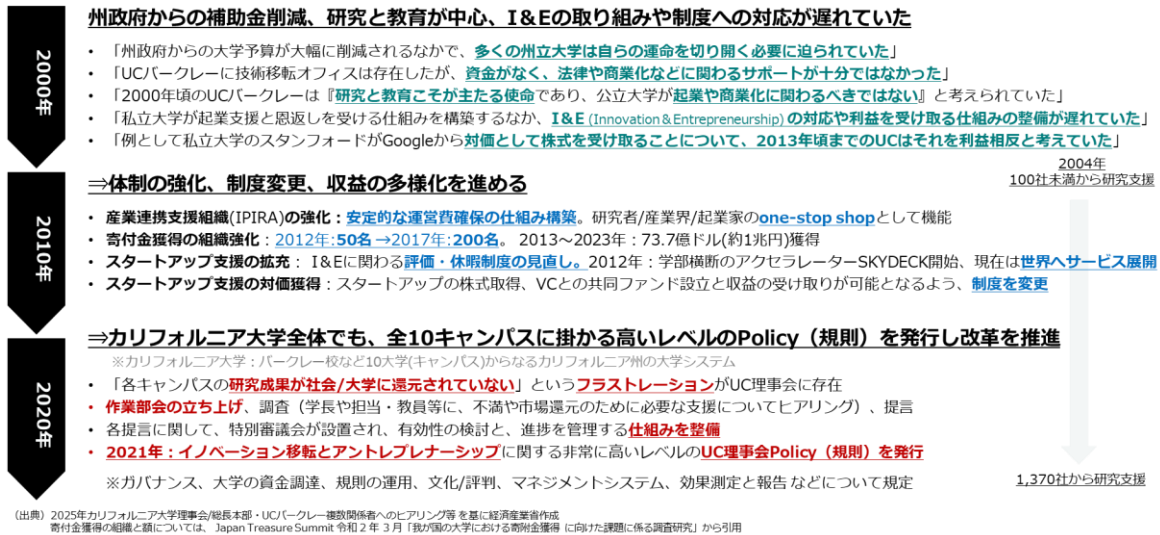 州政府からの補助金削減、研究と教育が中心、I＆Eの取り組みや制度への対応が遅れていた
2000年
・「州政府からの大学予算が大幅に削減されるなかで、多くの州立大学は自らの運命を切り開く必要に迫られていた」
・「UCバークレーに技術移転オフィスは存在したが、資金がなく、法律や商業化などに関わるサポートが十分ではなかった」
・「2000年頃のUCバークレーは『研究と教育こそが主たる使命であり、公立大学が起業や商業化に関わるべきではない』と考えられていた」
・「私立大学が起業支援と恩返しを受ける仕組みを構築するなか、I＆E (Innovation＆Entrepreneurship) の対応や利益を受け取る仕組みの整備が遅れていた」
・「例として私立大学のスタンフォードがGoogleから対価として株式を受け取ることについて、2013年頃までのUCはそれを利益相反と考えていた」
2004年
100社未満から研究支援
⇒体制の強化、制度変更、収益の多様化を進める
2010年
・産業連携支援組織(IPIRA)の強化：安定的な運営費確保の仕組み構築。研究者/産業界/起業家のone-stop shopとして機能
・寄付金獲得の組織強化：2012年:50名→2017年:200名。 2013～2023年：73.7億ドル(約1兆円)獲得
・スタートアップ支援の拡充： I＆Eに関わる評価・休暇制度の見直し。2012年：学部横断のアクセラレーターSKYDECK開始、現在は世界へサービス展開
・スタートアップ支援の対価獲得：スタートアップの株式取得、VCとの共同ファンド設立と収益の受け取りが可能となるよう、制度を変更
⇒カリフォルニア大学全体でも、全10キャンパスに掛かる高いレベルのPolicy（規則）を発行し改革を推進
※カリフォルニア大学：バークレー校など10大学(キャンパス)からなるカリフォルニア州の大学システム
2020年
・「各キャンパスの研究成果が社会/大学に還元されていない」というフラストレーションがUC理事会に存在
・作業部会の立ち上げ、調査（学長や担当・教員等に、不満や市場還元のために必要な支援についてヒアリング）、提言
・各提言に関して、特別審議会が設置され、有効性の検討と、進捗を管理する仕組みを整備
・2021年：イノベーション移転とアントレプレナーシップに関する非常に高いレベルのUC理事会Policy（規則）を発行
※ガバナンス、大学の資金調達、規則の運用、文化/評判、マネジメントシステム、効果測定と報告 などについて規定
1,370社から研究支援
（出典）2025年カリフォルニア大学理事会/総長本部・UCバークレー複数関係者へのヒアリング等 を基に経済産業省作成
寄付金獲得の組織と額については、 Japan Treasure Summit 令和２年３月「我が国の大学における寄附金獲得 に向けた課題に係る調査研究」から引用